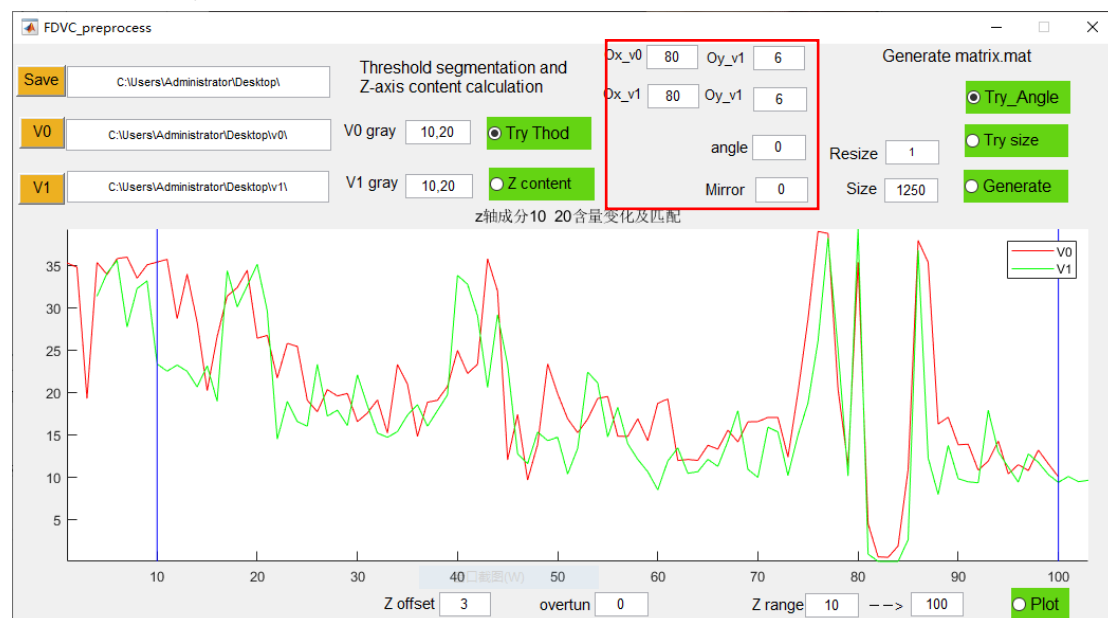 FDVC_preprocess
Save C:\Users\Administrator\Desktop\
V0 C:\Users\Administrator\Desktop\v0\
V1 C:\Users\Administrator\Desktop\v1\
Threshold segmentation and
Z-axis content calculation
V0 gray 10,20 Try Thod
V1 gray 10,20 Z content
Ox_v0 80 Oy_v1 6
Ox_v1 80 Oy_v1 6
angle 0
Mirror 0
Generate matrix.mat
Try_Angle
Resize 1 Try size
Size 1250 Generate
z轴成分10 20含量变化及匹配
V0
V1
35
30
25
20
15
10
5
10 20 30 40 50 60 70 80 90 100
口截图(W)
Z offset 3 overtun 0 Z range 10 --> 100 Plot